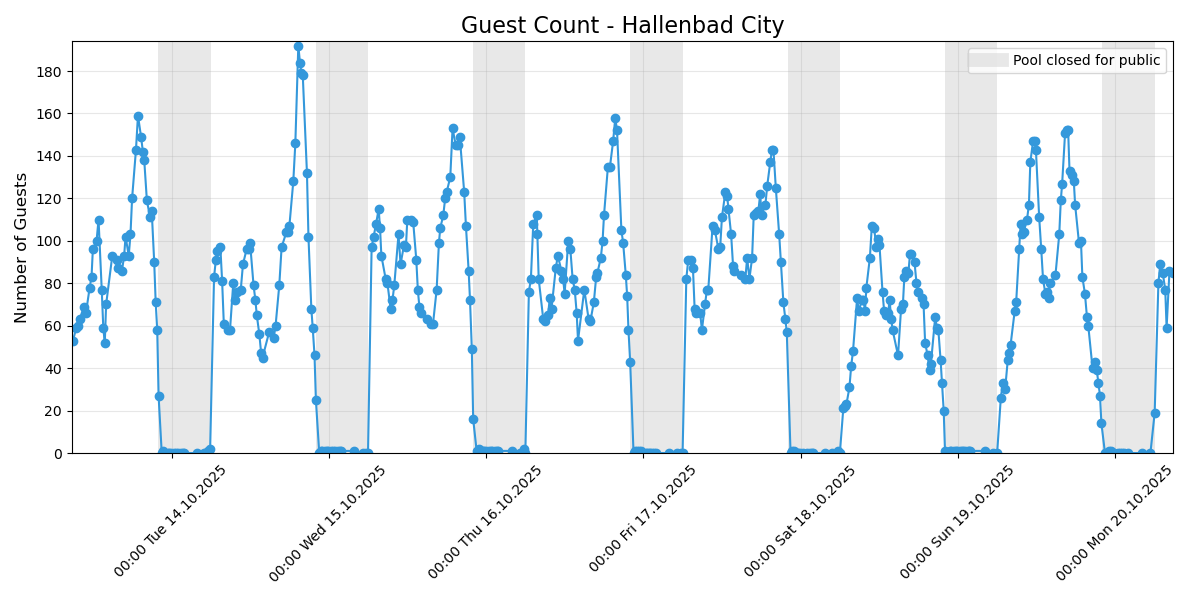 Guest Count - Hallenbad City
Pool closed for public
Number of Guests
180
160
140
120
100
80
60
40
20
0
00:00 Tue 14.10.2025
00:00 Wed 15.10.2025
00:00 Thu 16.10.2025
00:00 Fri 17.10.2025
00:00 Sat 18.10.2025
00:00 Sun 19.10.2025
00:00 Mon 20.10.2025